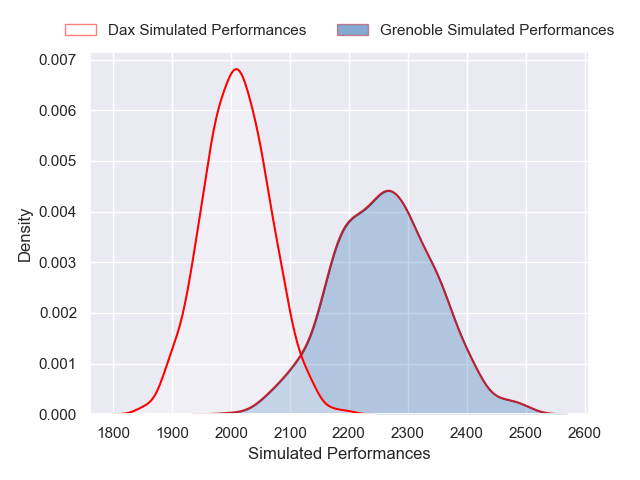 Dax Simulated Performances Grenoble Simulated Performances
0.007
0.006
0.005
0.004
0.003
0.002
0.001
0.000
Density
1800 1900 2000 2100 2200 2300 2400 2500 2600
Simulated Performances